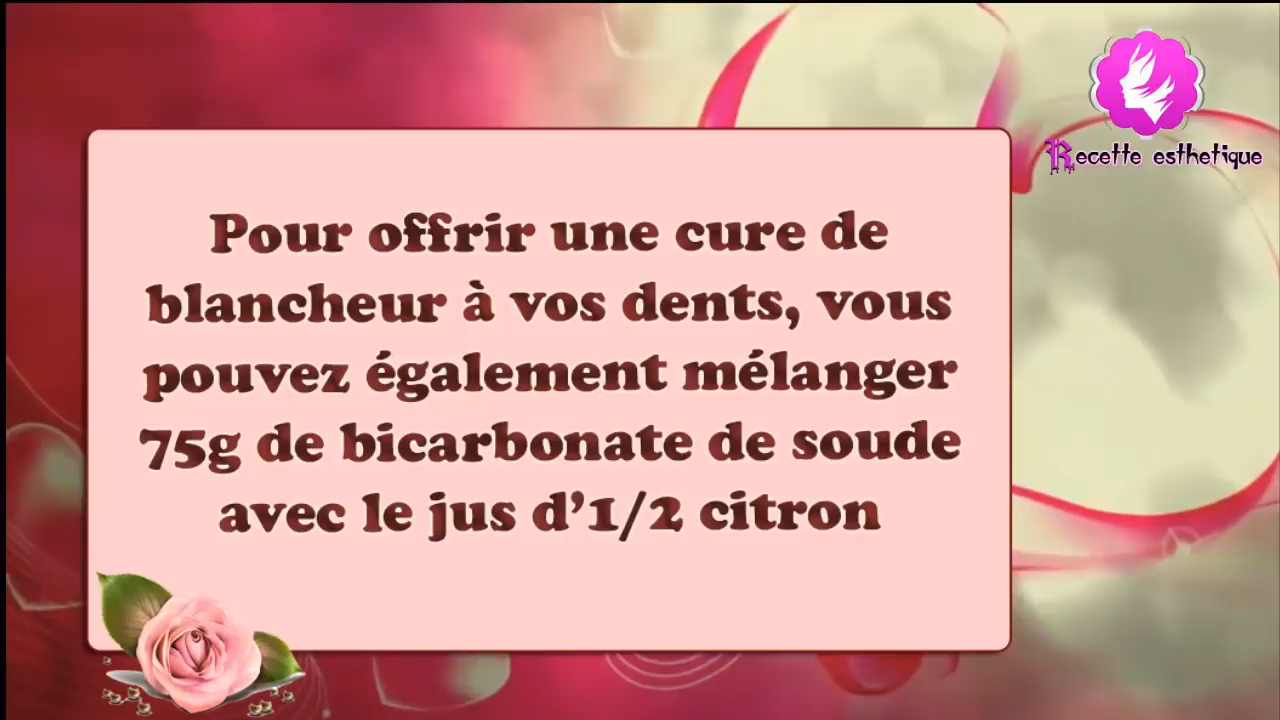 Recette esthetique
Pour offrir une cure de
blancheur à vos dents, vous
pouvez également mélanger
75g de bicarbonate de soude
avec le jus d’1/2 citron